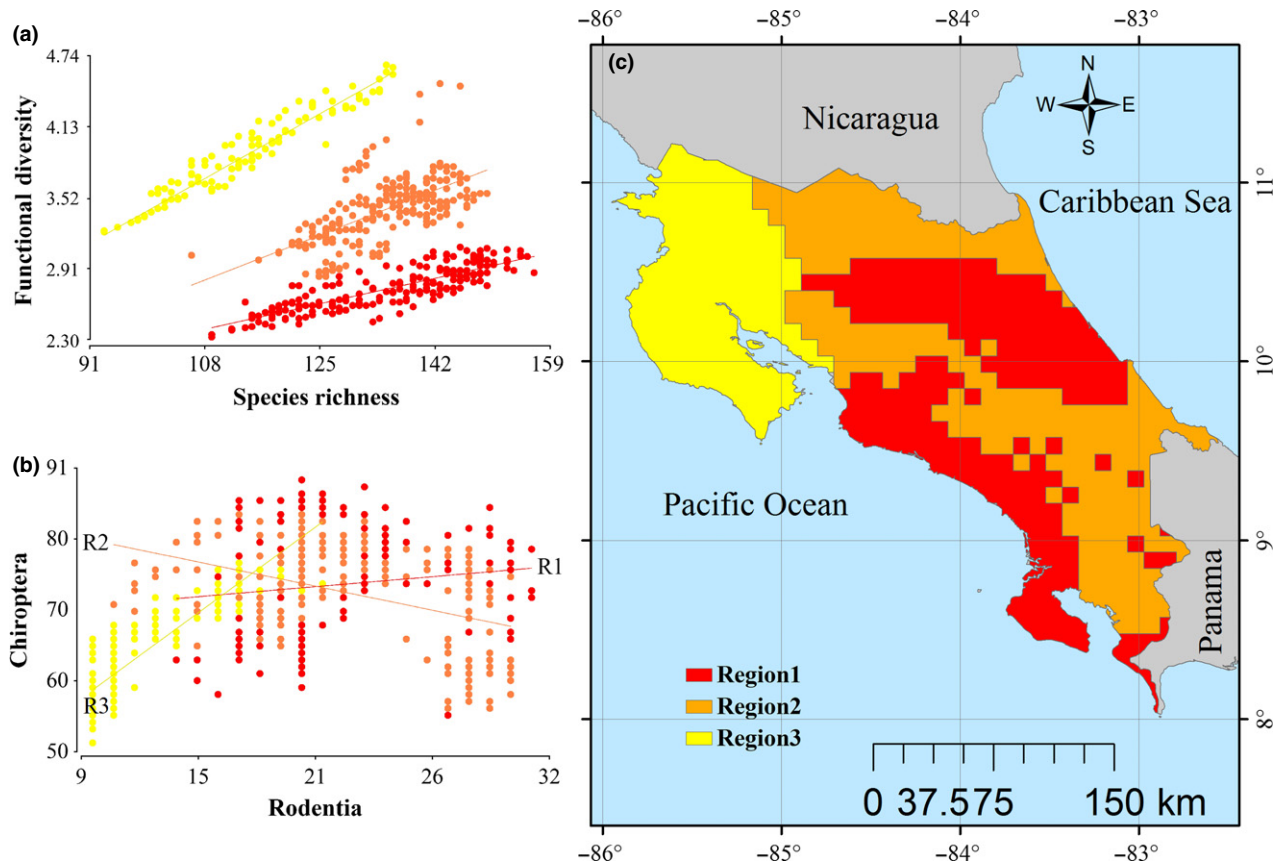 (a)
4.74
4.13
3.52
2.91
2.30
Functional diversity
91 108 125 142 159
Species richness
(b)
91
80
70
60
50
Chiroptera
R2
R1
R3
9 15 21 26 32
Rodentia
−86° −85° −84° −83°
(c)
Nicaragua
N
W E
S
11°
Caribbean Sea
10°
Pacific Ocean
9°
Panama
Region1
Region2
Region3
8°
0 37.575 150 km
−86° −85° −84° −83°